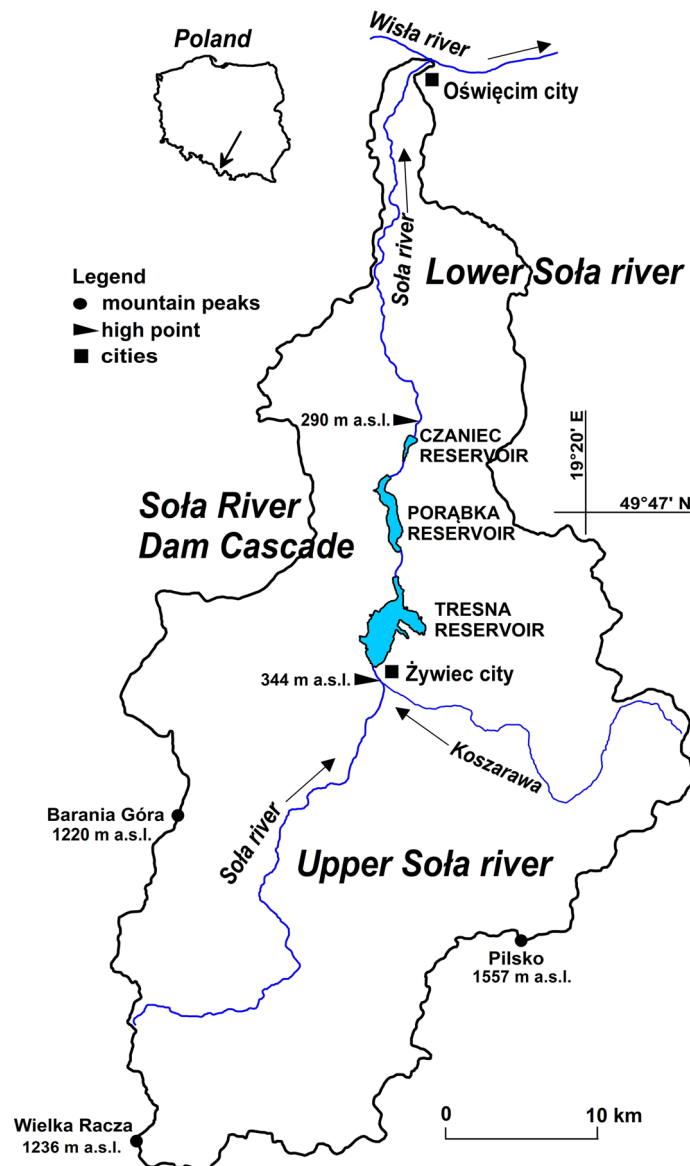 Wisła river
Poland
Oświęcim city
Soła river
Lower Soła river
Legend
mountain peaks
high point
cities
290 m a.s.l.
CZANIEC
RESERVOIR
19°20' E
49°47' N
Soła River
Dam Cascade
PORĄBKA
RESERVOIR
TRESNA
RESERVOIR
344 m a.s.l.
Żywiec city
Koszarawa
Barania Góra
1220 m a.s.l.
Soła river
Upper Soła river
Pilsko
1557 m a.s.l.
Wielka Racza
1236 m a.s.l.
0 10 km